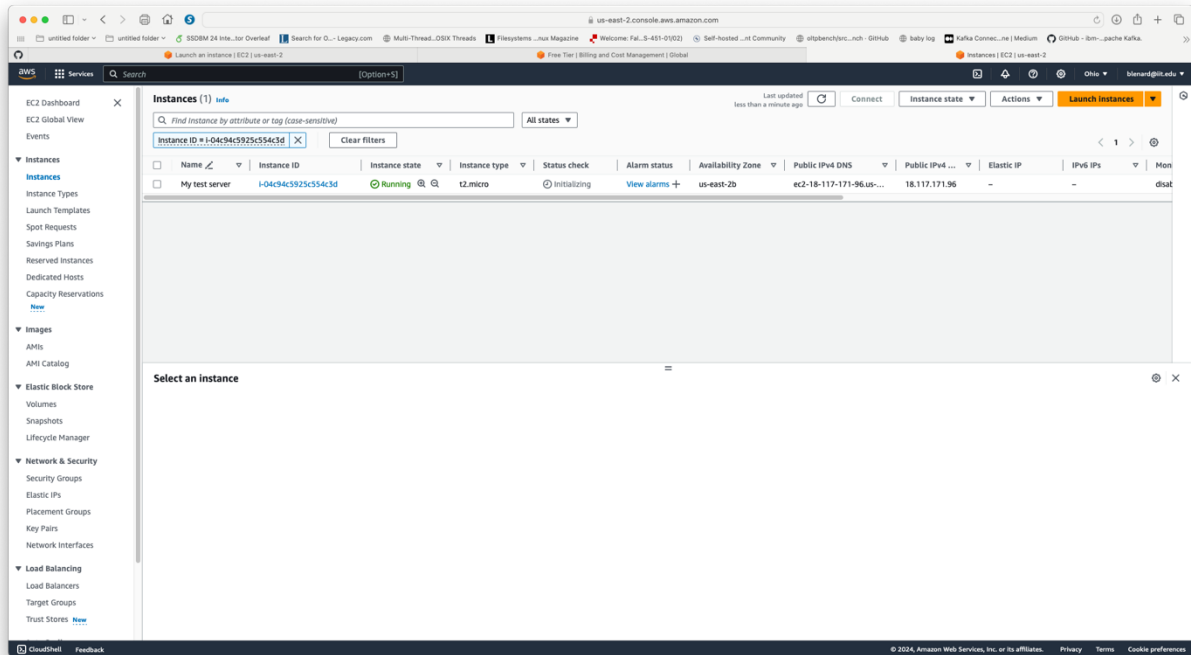 us-east-2.console.aws.amazon.com
untitled folder untitled folder SSDBM 24 Inte...tor Overleaf Search for O...- Legacy.com Multi-Thread...OSIX Threads Filesystems ...nux Magazine Welcome: Fal...S-451-01(02) Self-hosted ...nt Community oltpbench/src...nch · GitHub baby log Kafka Connec...ne | Medium GitHub - ibm-...pache Kafka.
Launch an instance | EC2 | us-east-2 Free Tier | Billing and Cost Management | Global Instances | EC2 | us-east-2
aws Services Search [Option+S] Ohio blenard@iit.edu
EC2 Dashboard
EC2 Global View
Events
Instances
Instances
Instance Types
Launch Templates
Spot Requests
Savings Plans
Reserved Instances
Dedicated Hosts
Capacity Reservations
New
Images
AMIs
AMI Catalog
Elastic Block Store
Volumes
Snapshots
Lifecycle Manager
Network & Security
Security Groups
Elastic IPs
Placement Groups
Key Pairs
Network Interfaces
Load Balancing
Load Balancers
Target Groups
Trust Stores New
Instances (1) Info
Last updated
less than a minute ago
Connect Instance state Actions Launch instances
Find Instance by attribute or tag (case-sensitive) All states
Instance ID = i-04c94c5925c554c3d Clear filters 1
Name Instance ID Instance state Instance type Status check Alarm status Availability Zone Public IPv4 DNS Public IPv4 ... Elastic IP IPv6 IPs Mon
My test server i-04c94c5925c554c3d Running t2.micro Initializing View alarms + us-east-2b ec2-18-117-171-96.us-... 18.117.171.96 – – disab
Select an instance
CloudShell Feedback © 2024, Amazon Web Services, Inc. or its affiliates. Privacy Terms Cookie preferences